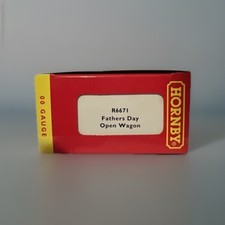 00 GAUGE
R6671
Fathers Day
Open Wagon
HORNBY